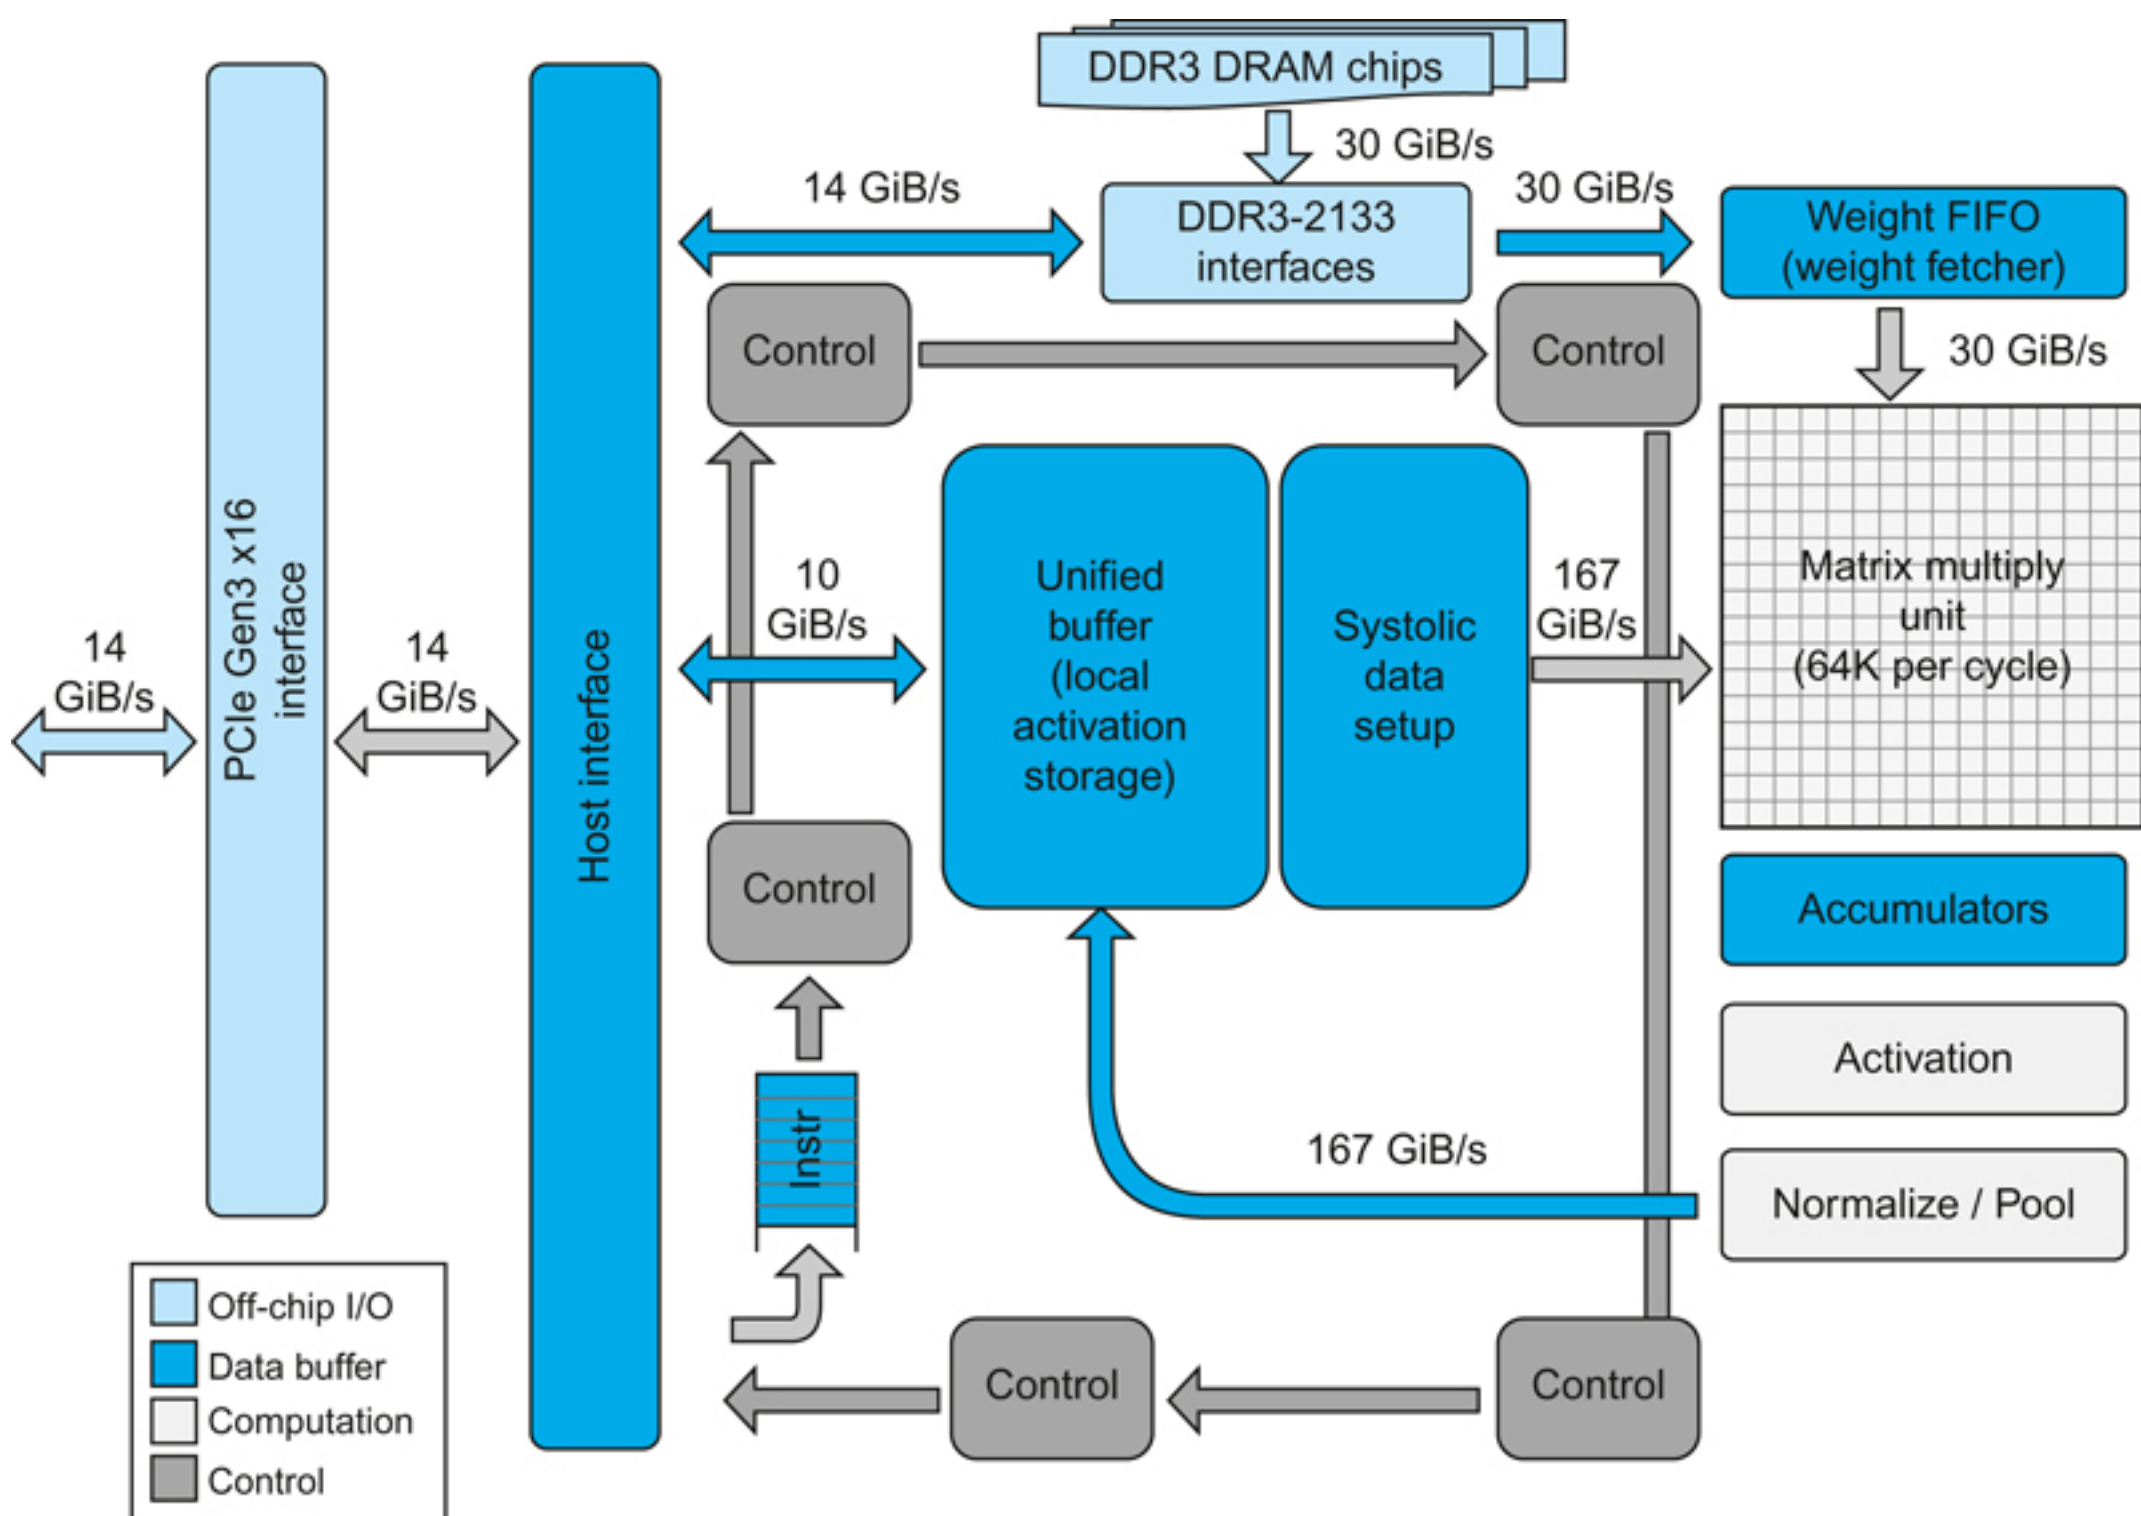 DDR3 DRAM chips
30 GiB/s
14 GiB/s
DDR3-2133
interfaces
30 GiB/s
Weight FIFO
(weight fetcher)
Control
Control
30 GiB/s
PCIe Gen3 x16
interface
Host interface
14
GiB/s
14
GiB/s
10
GiB/s
Unified
buffer
(local
activation
storage)
Systolic
data
setup
167
GiB/s
Matrix multiply
unit
(64K per cycle)
Control
Accumulators
Activation
Instr
167 GiB/s
Normalize / Pool
Control
Control
Off-chip I/O
Data buffer
Computation
Control